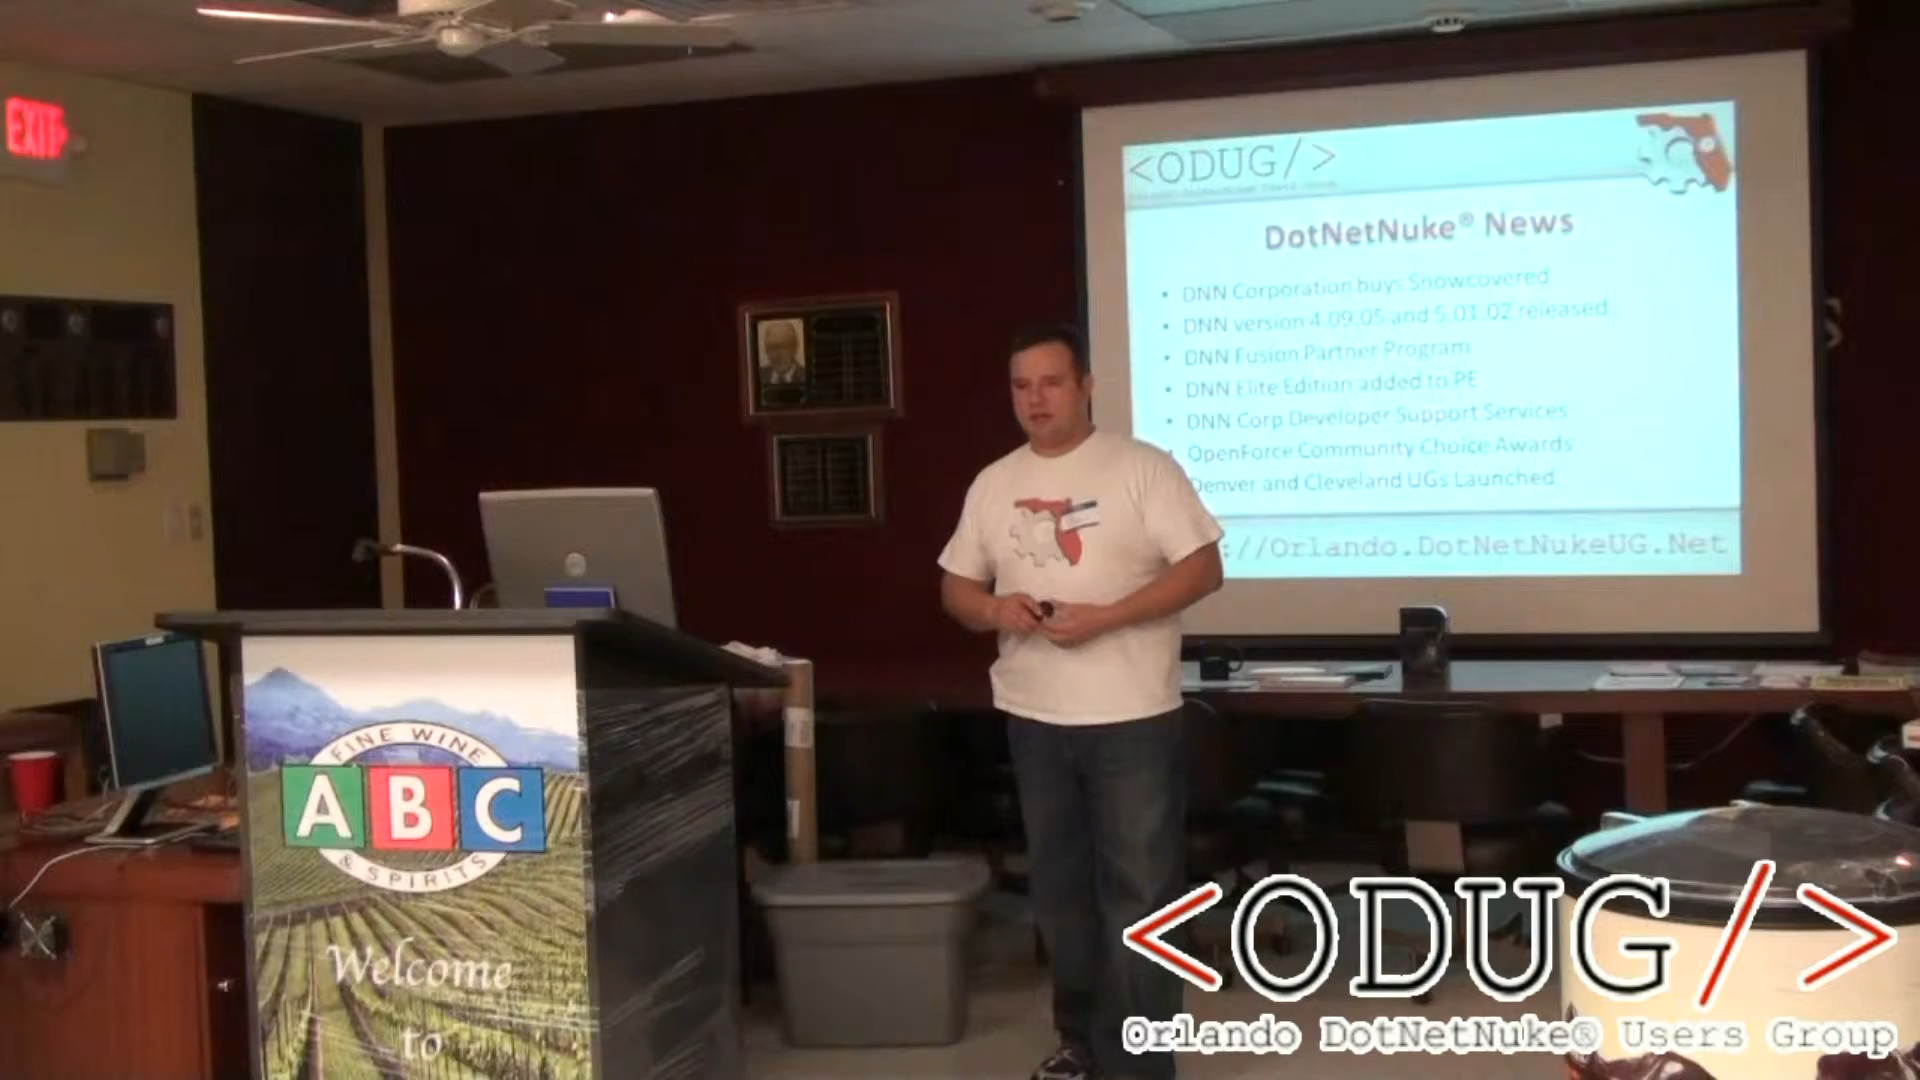 EXIT
<ODUG/>
DotNetNuke® News
• DNN Corporation buys Snowcovered
• DNN version 4.09.05 and 5.01.02 released
• DNN Fusion Partner Program
• DNN Elite Edition added to PE
• DNN Corp Developer Support Services
• OpenForce Community Choice Awards
Denver and Cleveland UGs Launched
://Orlando.DotNetNukeUG.Net
FINE WINE
ABC
& SPIRITS
Welcome
to
<ODUG/>
Orlando DotNetNuke® Users Group